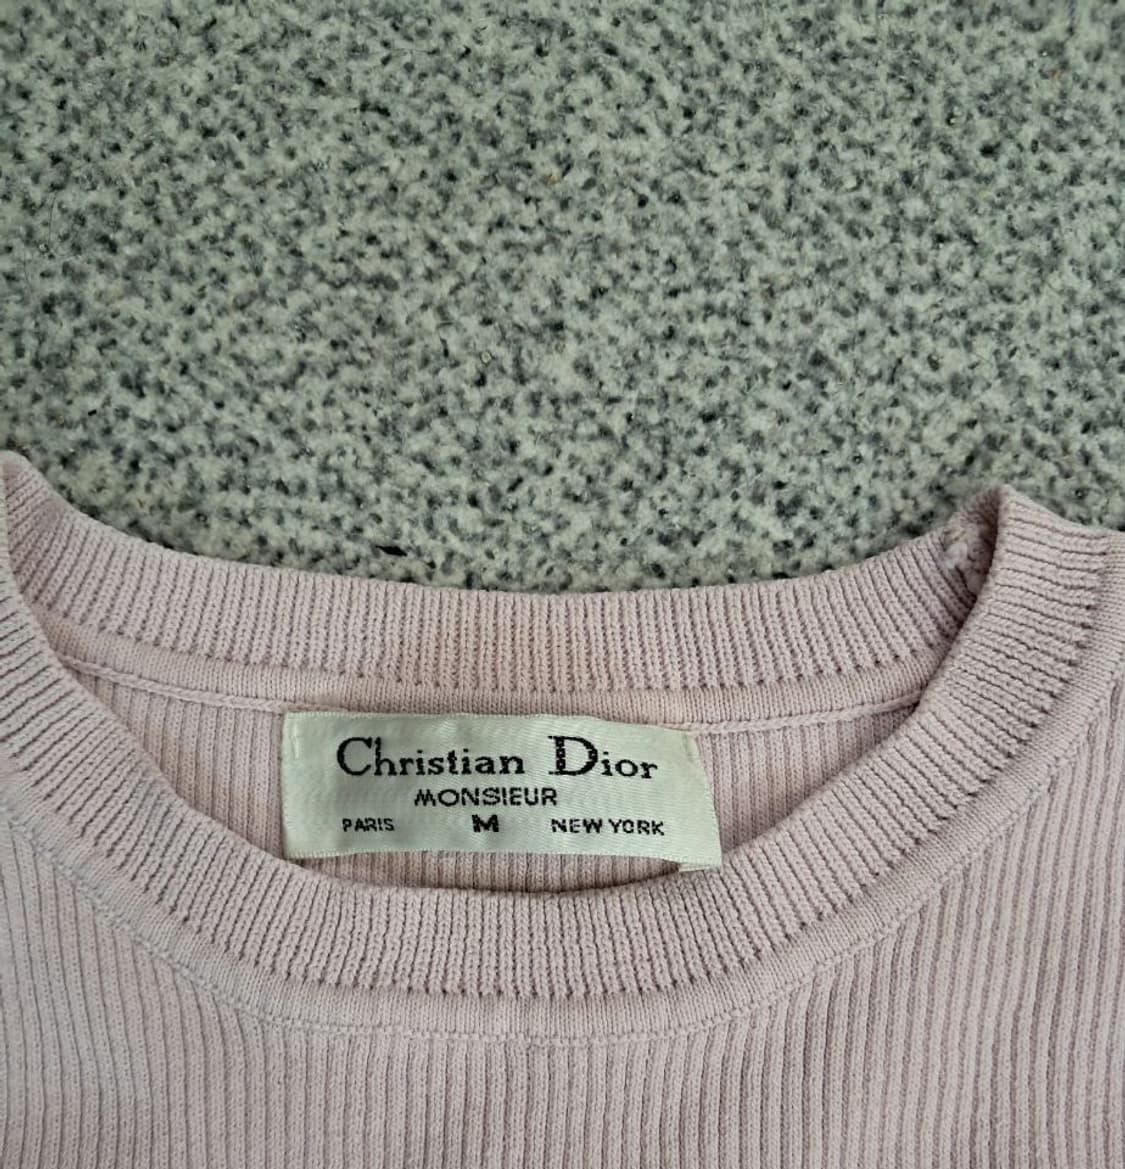 Christian Dior
MONSIEUR
PARIS M NEW YORK